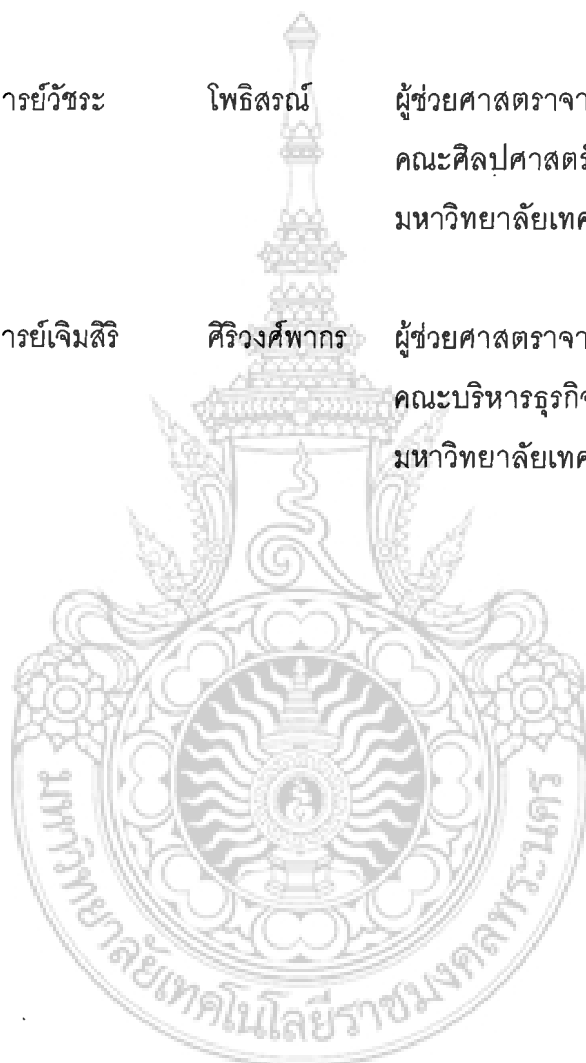 ารย์วัชระ โพธิสรณ์ ผู้ช่วยศาสตราจา
คณะศิลปศาสตร์
มหาวิทยาลัยเทค
ารย์เจิมสิริ ศิริวงศ์พากร ผู้ช่วยศาสตราจา
คณะบริหารธุรกิจ
มหาวิทยาลัยเทค
มหาวิทยาลัยเทคโนโลยีราชมงคลพระนคร